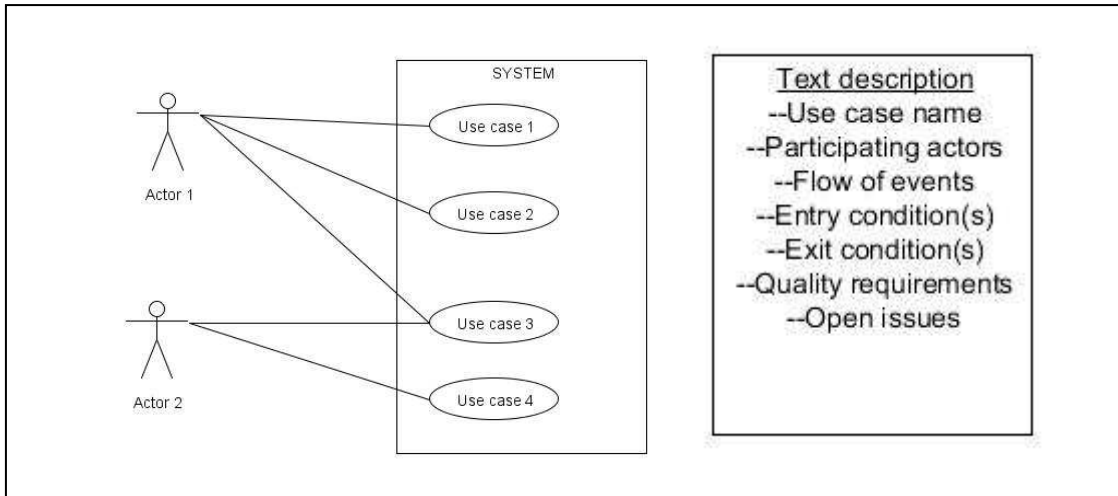 SYSTEM
Use case 1
Actor 1
Use case 2
Use case 3
Actor 2
Use case 4
Text description
--Use case name
--Participating actors
--Flow of events
--Entry condition(s)
--Exit condition(s)
--Quality requirements
--Open issues